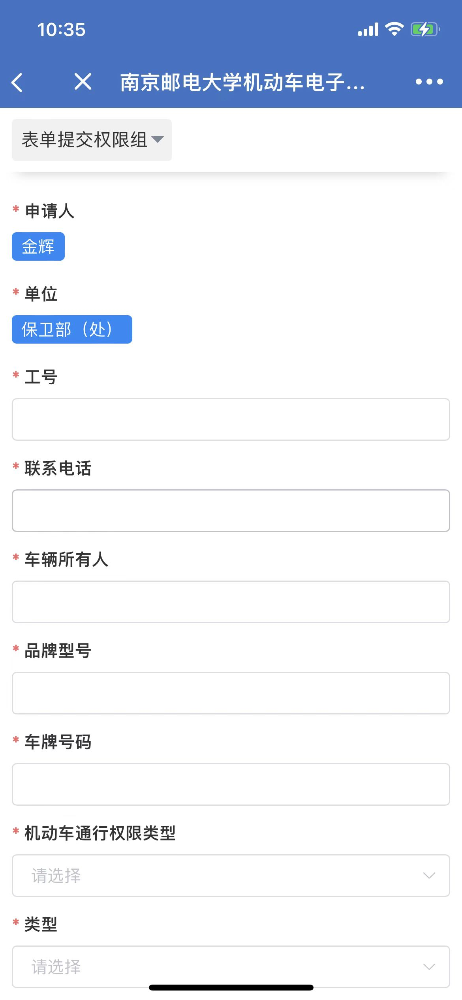 10:35
南京邮电大学机动车电子...
表单提交权限组
* 申请人
金辉
* 单位
保卫部（处）
* 工号
* 联系电话
* 车辆所有人
* 品牌型号
* 车牌号码
* 机动车通行权限类型
请选择
* 类型
请选择